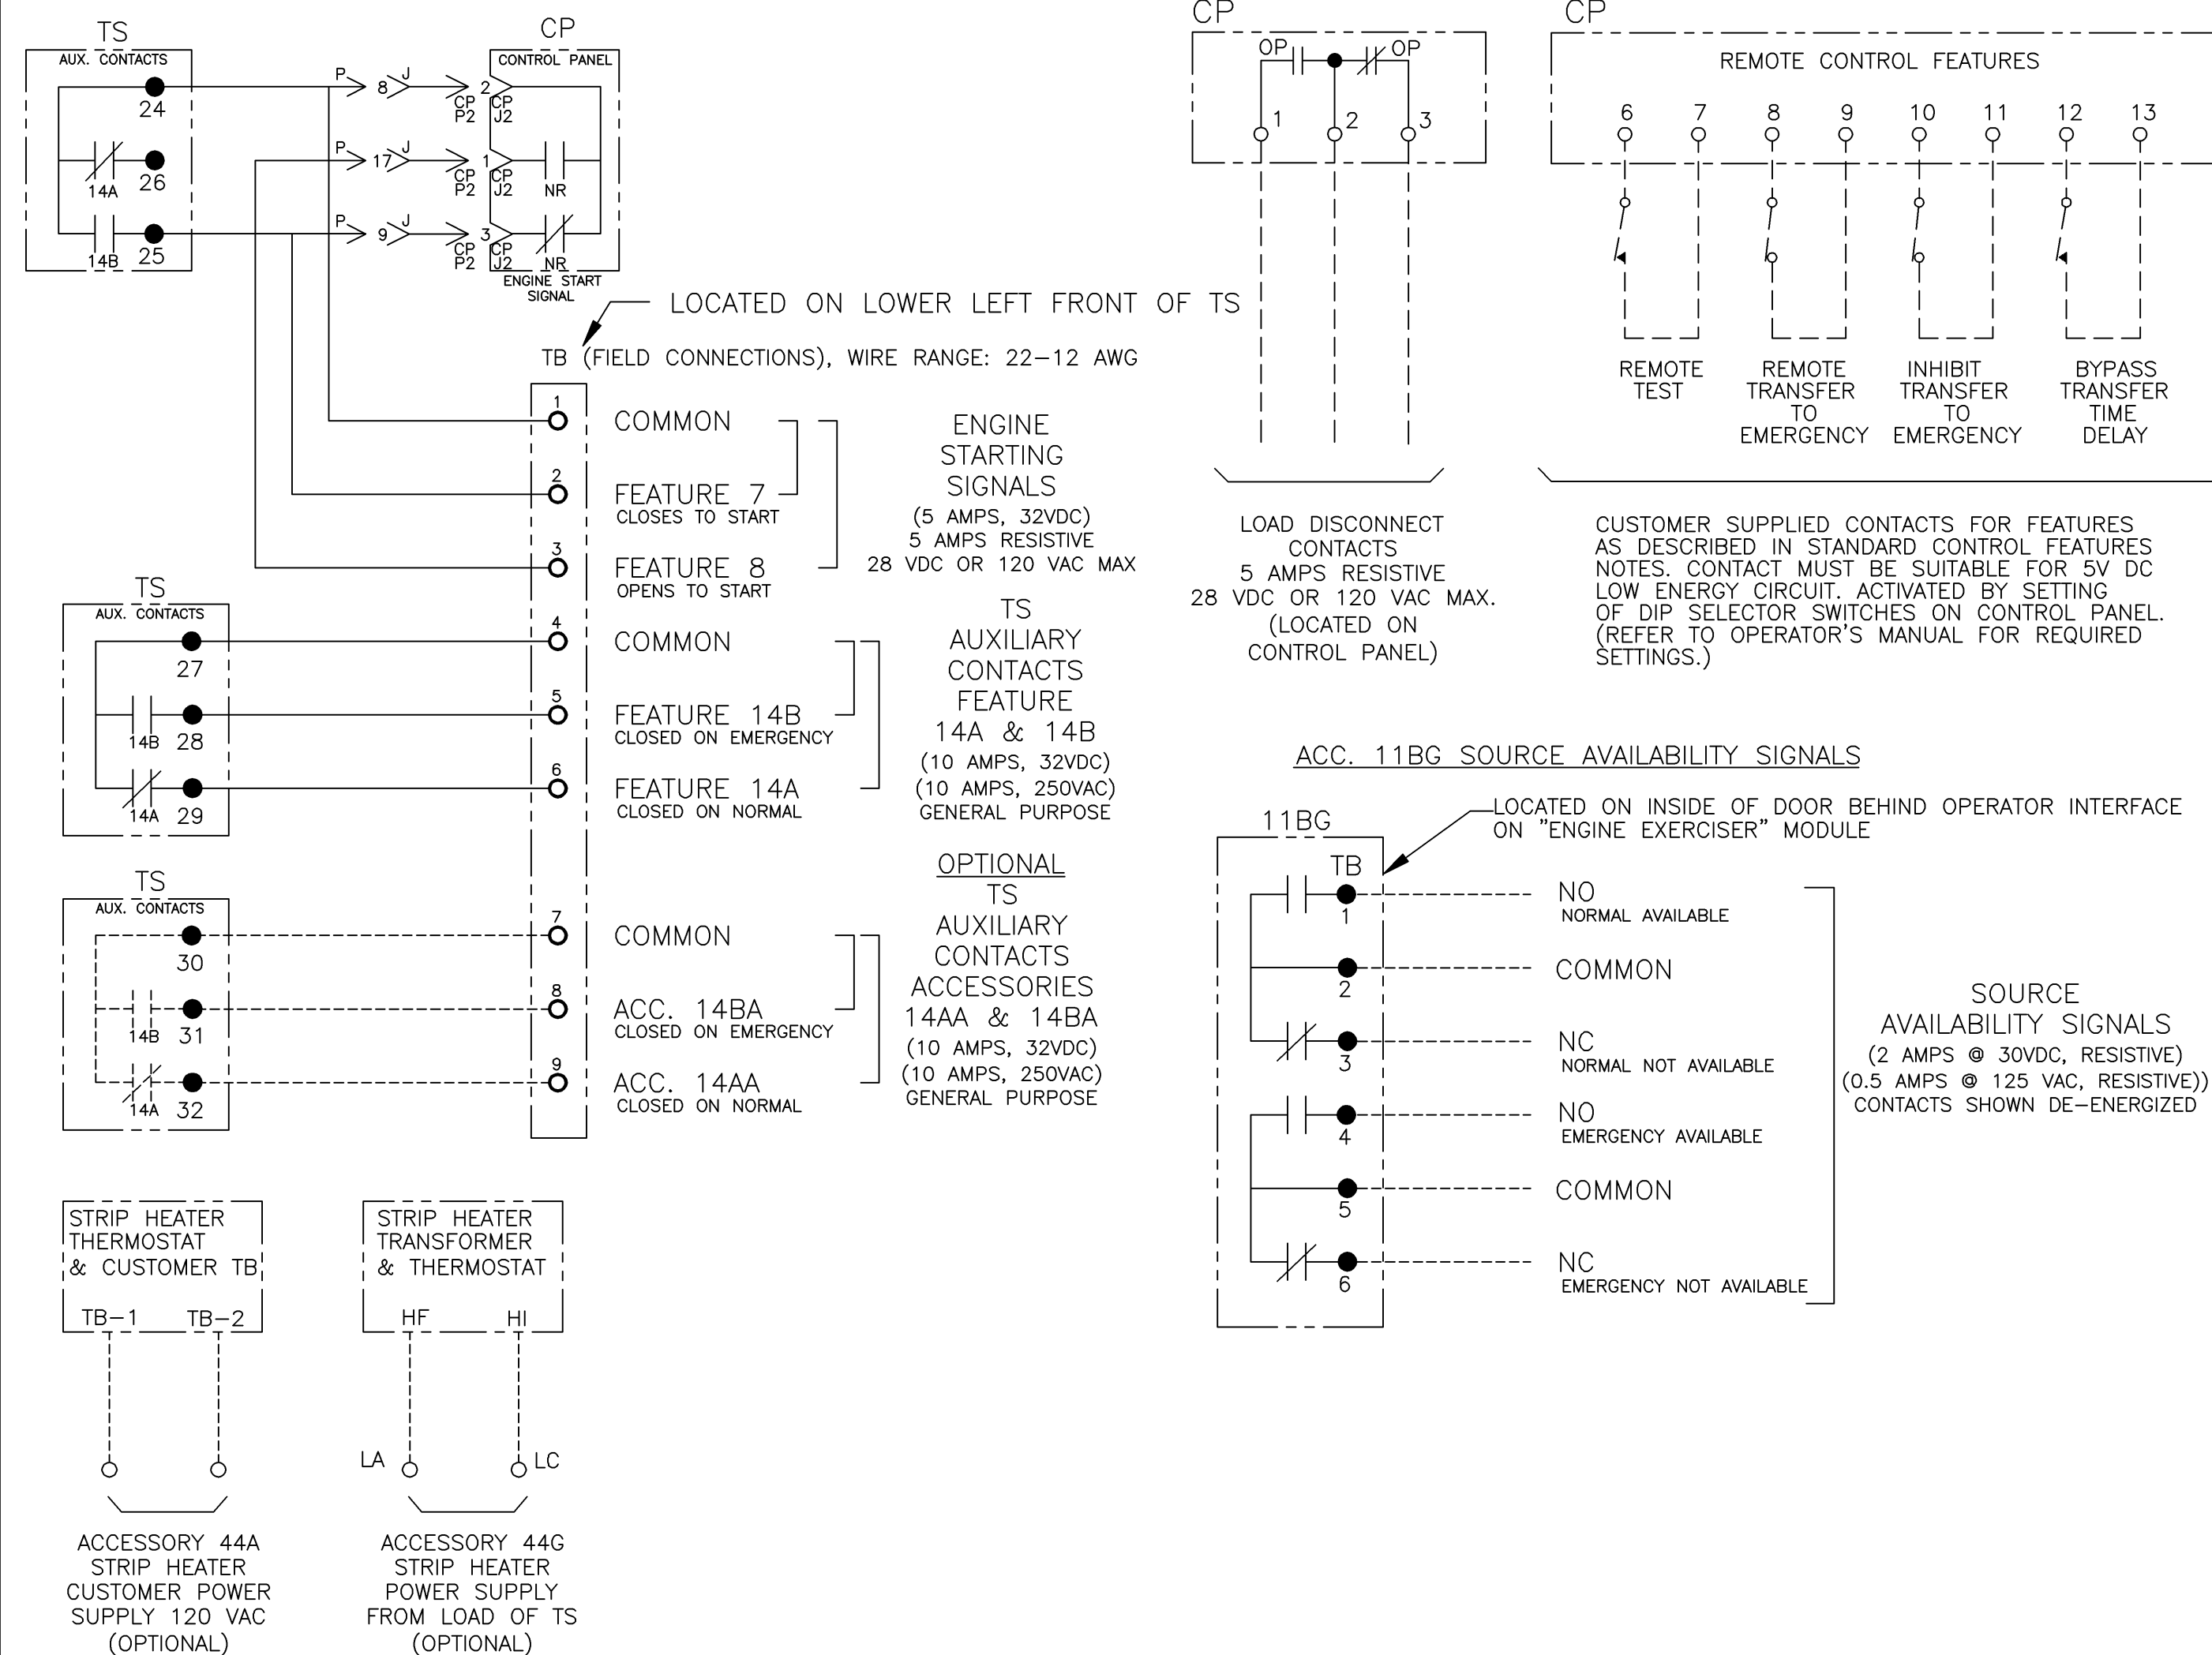 TS
AUX. CONTACTS
24
14A
26
14B
25
P
8
J
CP
P2
2
CP
J2
P
17
J
CP
P2
1
CP
J2
NR
P
9
J
CP
P2
3
CP
J2
NR
CP
CONTROL PANEL
ENGINE START
SIGNAL
LOCATED ON LOWER LEFT FRONT OF TS
TB (FIELD CONNECTIONS), WIRE RANGE: 22-12 AWG
1
COMMON
2
FEATURE 7
CLOSES TO START
3
FEATURE 8
OPENS TO START
ENGINE
STARTING
SIGNALS
(5 AMPS, 32VDC)
5 AMPS RESISTIVE
28 VDC OR 120 VAC MAX
TS
AUX. CONTACTS
27
14B
28
14A
29
4
COMMON
5
FEATURE 14B
CLOSED ON EMERGENCY
6
FEATURE 14A
CLOSED ON NORMAL
TS
AUXILIARY
CONTACTS
FEATURE
14A & 14B
(10 AMPS, 32VDC)
(10 AMPS, 250VAC)
GENERAL PURPOSE
TS
AUX. CONTACTS
30
14B
31
14A
32
7
COMMON
8
ACC. 14BA
CLOSED ON EMERGENCY
9
ACC. 14AA
CLOSED ON NORMAL
OPTIONAL
TS
AUXILIARY
CONTACTS
ACCESSORIES
14AA & 14BA
(10 AMPS, 32VDC)
(10 AMPS, 250VAC)
GENERAL PURPOSE
STRIP HEATER
THERMOSTAT
& CUSTOMER TB
TB-1
TB-2
ACCESSORY 44A
STRIP HEATER
CUSTOMER POWER
SUPPLY 120 VAC
(OPTIONAL)
STRIP HEATER
TRANSFORMER
& THERMOSTAT
HF
HI
LA
LC
ACCESSORY 44G
STRIP HEATER
POWER SUPPLY
FROM LOAD OF TS
(OPTIONAL)
CP
OP
OP
1
2
3
LOAD DISCONNECT
CONTACTS
5 AMPS RESISTIVE
28 VDC OR 120 VAC MAX.
(LOCATED ON
CONTROL PANEL)
CP
REMOTE CONTROL FEATURES
6
7
8
9
10
11
12
13
REMOTE
TEST
REMOTE
TRANSFER
TO
EMERGENCY
INHIBIT
TRANSFER
TO
EMERGENCY
BYPASS
TRANSFER
TIME
DELAY
CUSTOMER SUPPLIED CONTACTS FOR FEATURES
AS DESCRIBED IN STANDARD CONTROL FEATURES
NOTES. CONTACT MUST BE SUITABLE FOR 5V DC
LOW ENERGY CIRCUIT. ACTIVATED BY SETTING
OF DIP SELECTOR SWITCHES ON CONTROL PANEL.
(REFER TO OPERATOR'S MANUAL FOR REQUIRED
SETTINGS.)
ACC. 11BG SOURCE AVAILABILITY SIGNALS
LOCATED ON INSIDE OF DOOR BEHIND OPERATOR INTERFACE
ON "ENGINE EXERCISER" MODULE
11BG
TB
1
NO
NORMAL AVAILABLE
2
COMMON
3
NC
NORMAL NOT AVAILABLE
4
NO
EMERGENCY AVAILABLE
5
COMMON
6
NC
EMERGENCY NOT AVAILABLE
SOURCE
AVAILABILITY SIGNALS
(2 AMPS @ 30VDC, RESISTIVE)
(0.5 AMPS @ 125 VAC, RESISTIVE))
CONTACTS SHOWN DE-ENERGIZED